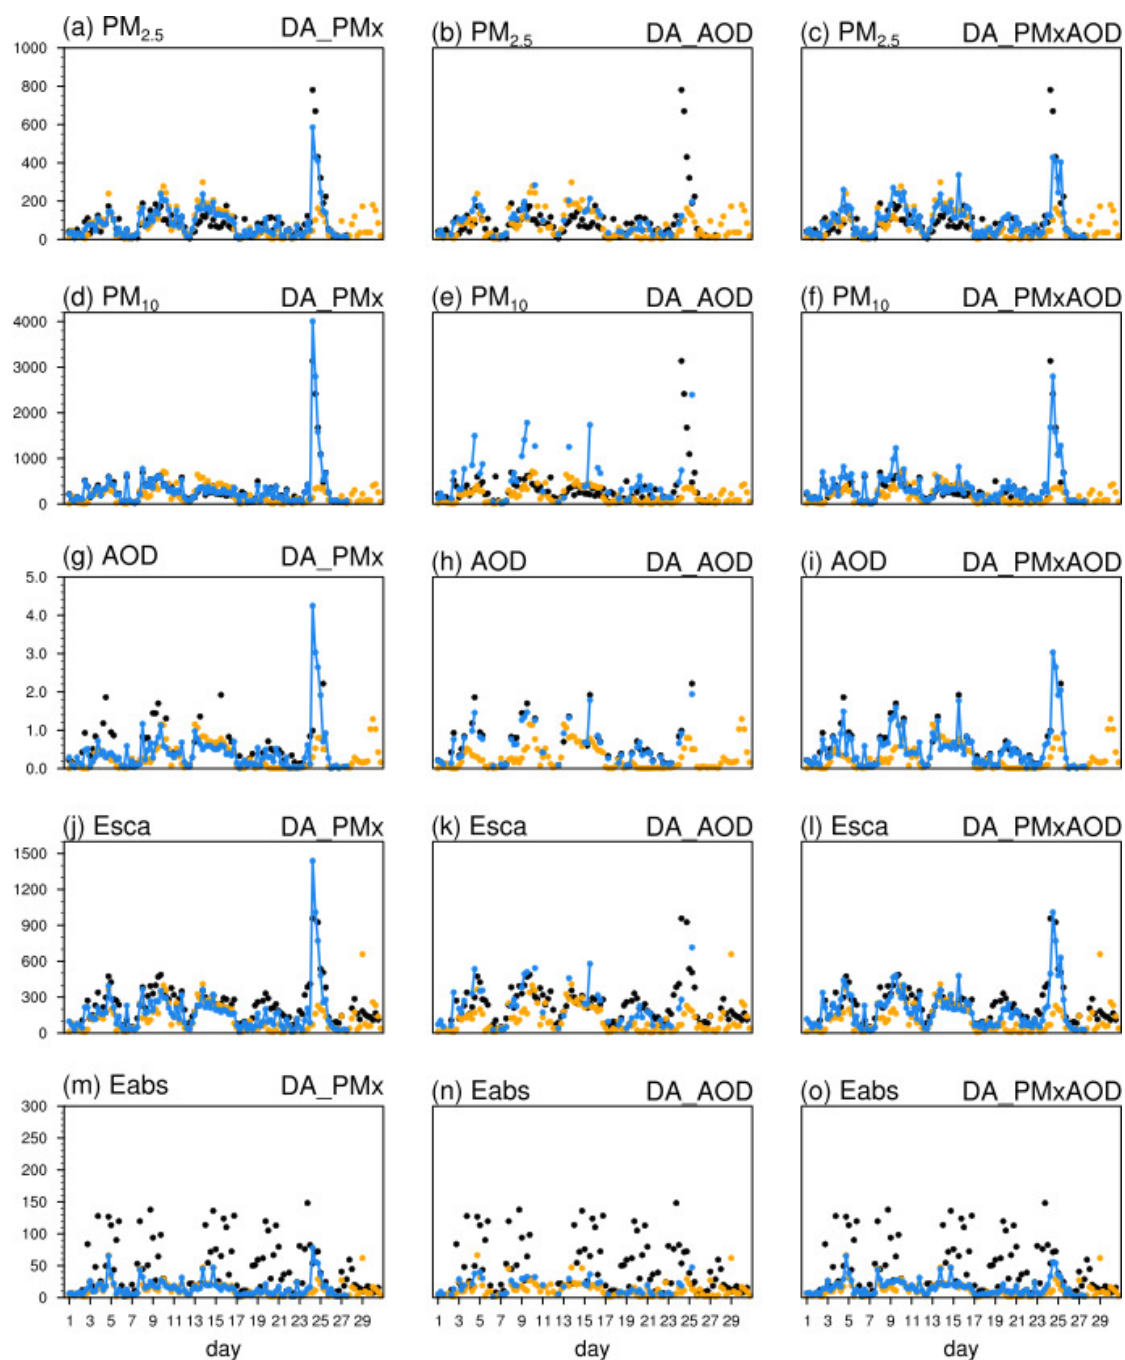 (a) PM2.5 DA_PMx
(b) PM2.5 DA_AOD
(c) PM2.5 DA_PMxAOD
1000
800
600
400
200
0
(d) PM10 DA_PMx
(e) PM10 DA_AOD
(f) PM10 DA_PMxAOD
4000
3000
2000
1000
0
(g) AOD DA_PMx
(h) AOD DA_AOD
(i) AOD DA_PMxAOD
5.0
4.0
3.0
2.0
1.0
0.0
(j) Esca DA_PMx
(k) Esca DA_AOD
(l) Esca DA_PMxAOD
1500
1200
900
600
300
0
(m) Eabs DA_PMx
(n) Eabs DA_AOD
(o) Eabs DA_PMxAOD
300
250
200
150
100
50
0
1 3 5 7 9 11 13 15 17 19 21 23 25 27 29
1 3 5 7 9 11 13 15 17 19 21 23 25 27 29
1 3 5 7 9 11 13 15 17 19 21 23 25 27 29
day
day
day